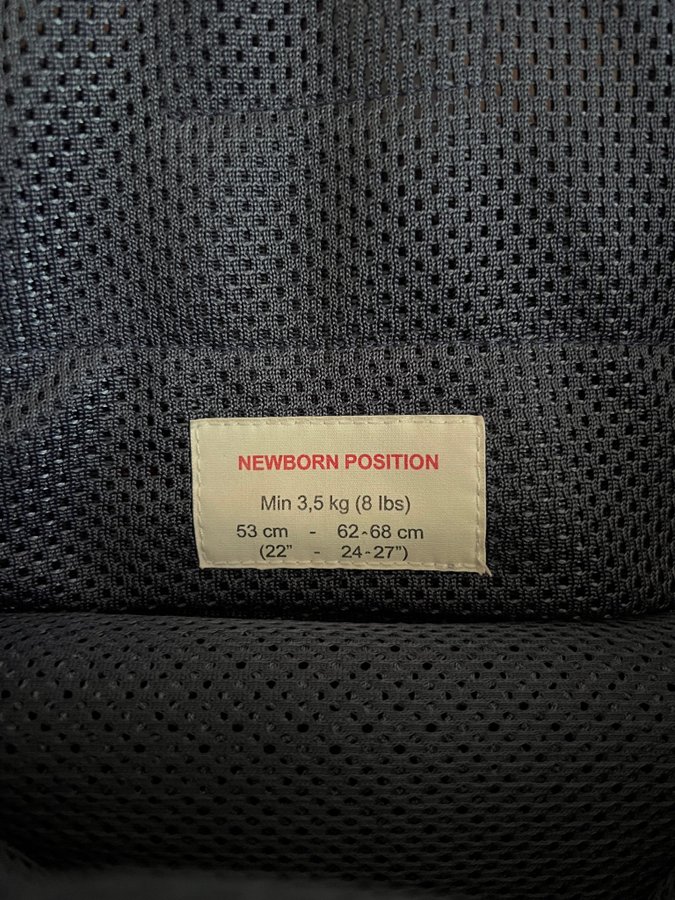 NEWBORN POSITION
Min 3,5 kg (8 lbs)
53 cm - 62-68 cm
(22” - 24-27”)